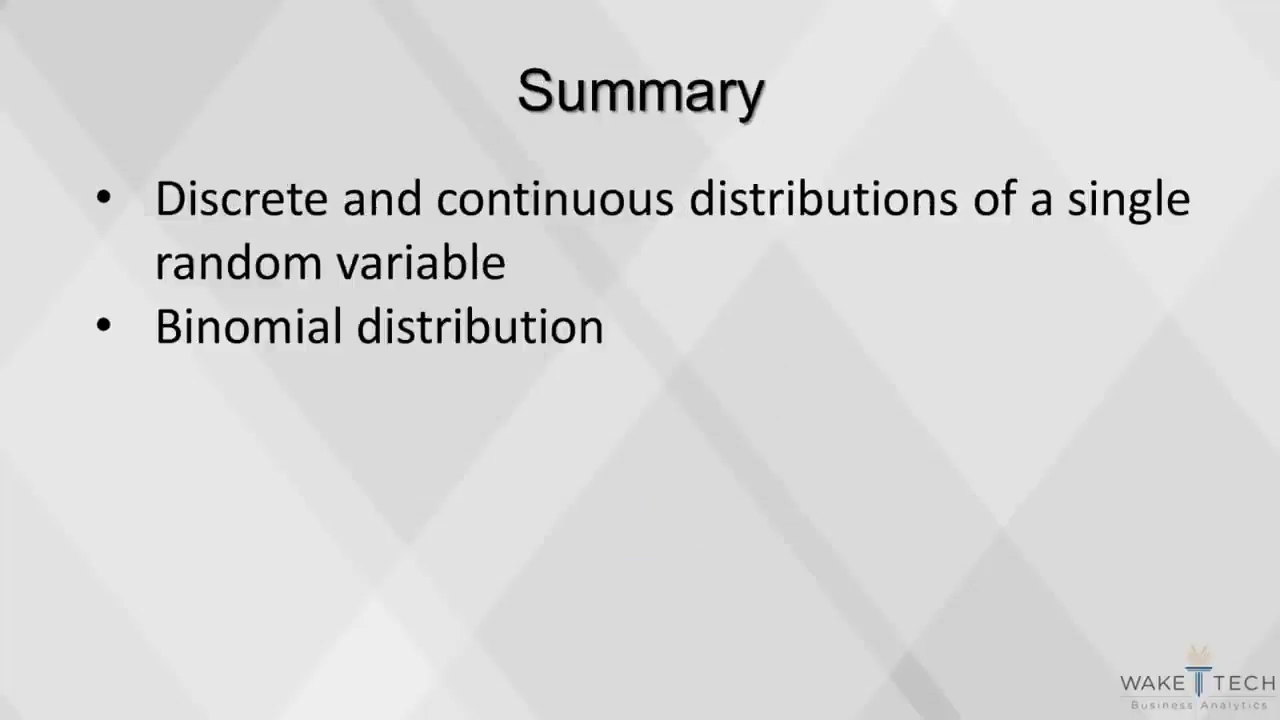 Summary
• Discrete and continuous distributions of a single
random variable
• Binomial distribution
WAKE TECH
Business Analytics